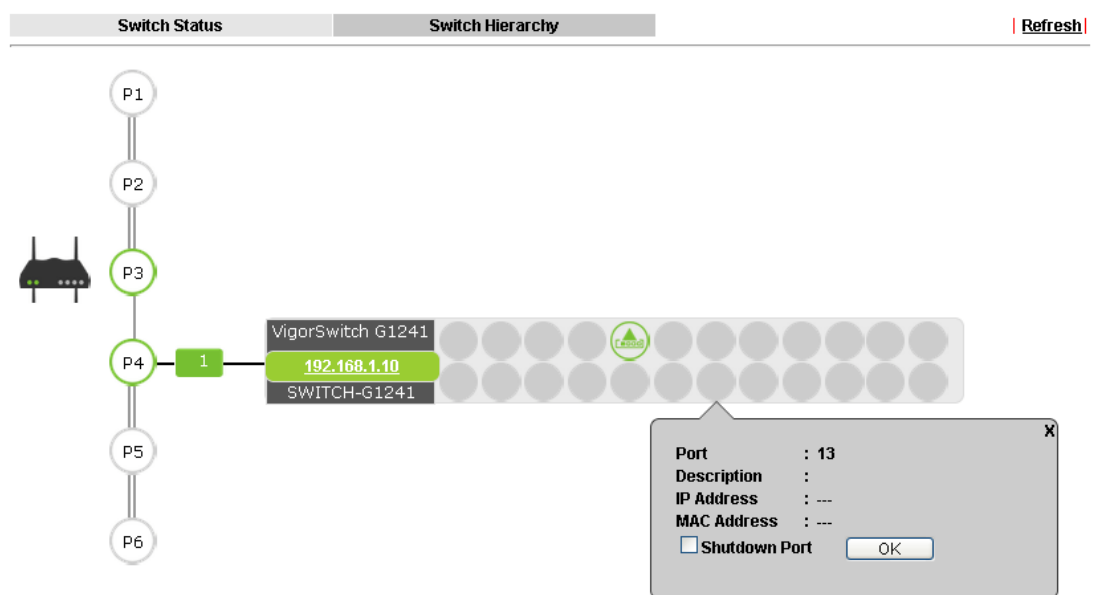 Switch Status
Switch Hierarchy
| Refresh |
P1
P2
P3
P4
1
VigorSwitch G1241
192.168.1.10
SWITCH-G1241
P5
P6
X
Port : 13
Description :
IP Address : ---
MAC Address : ---
Shutdown Port
OK